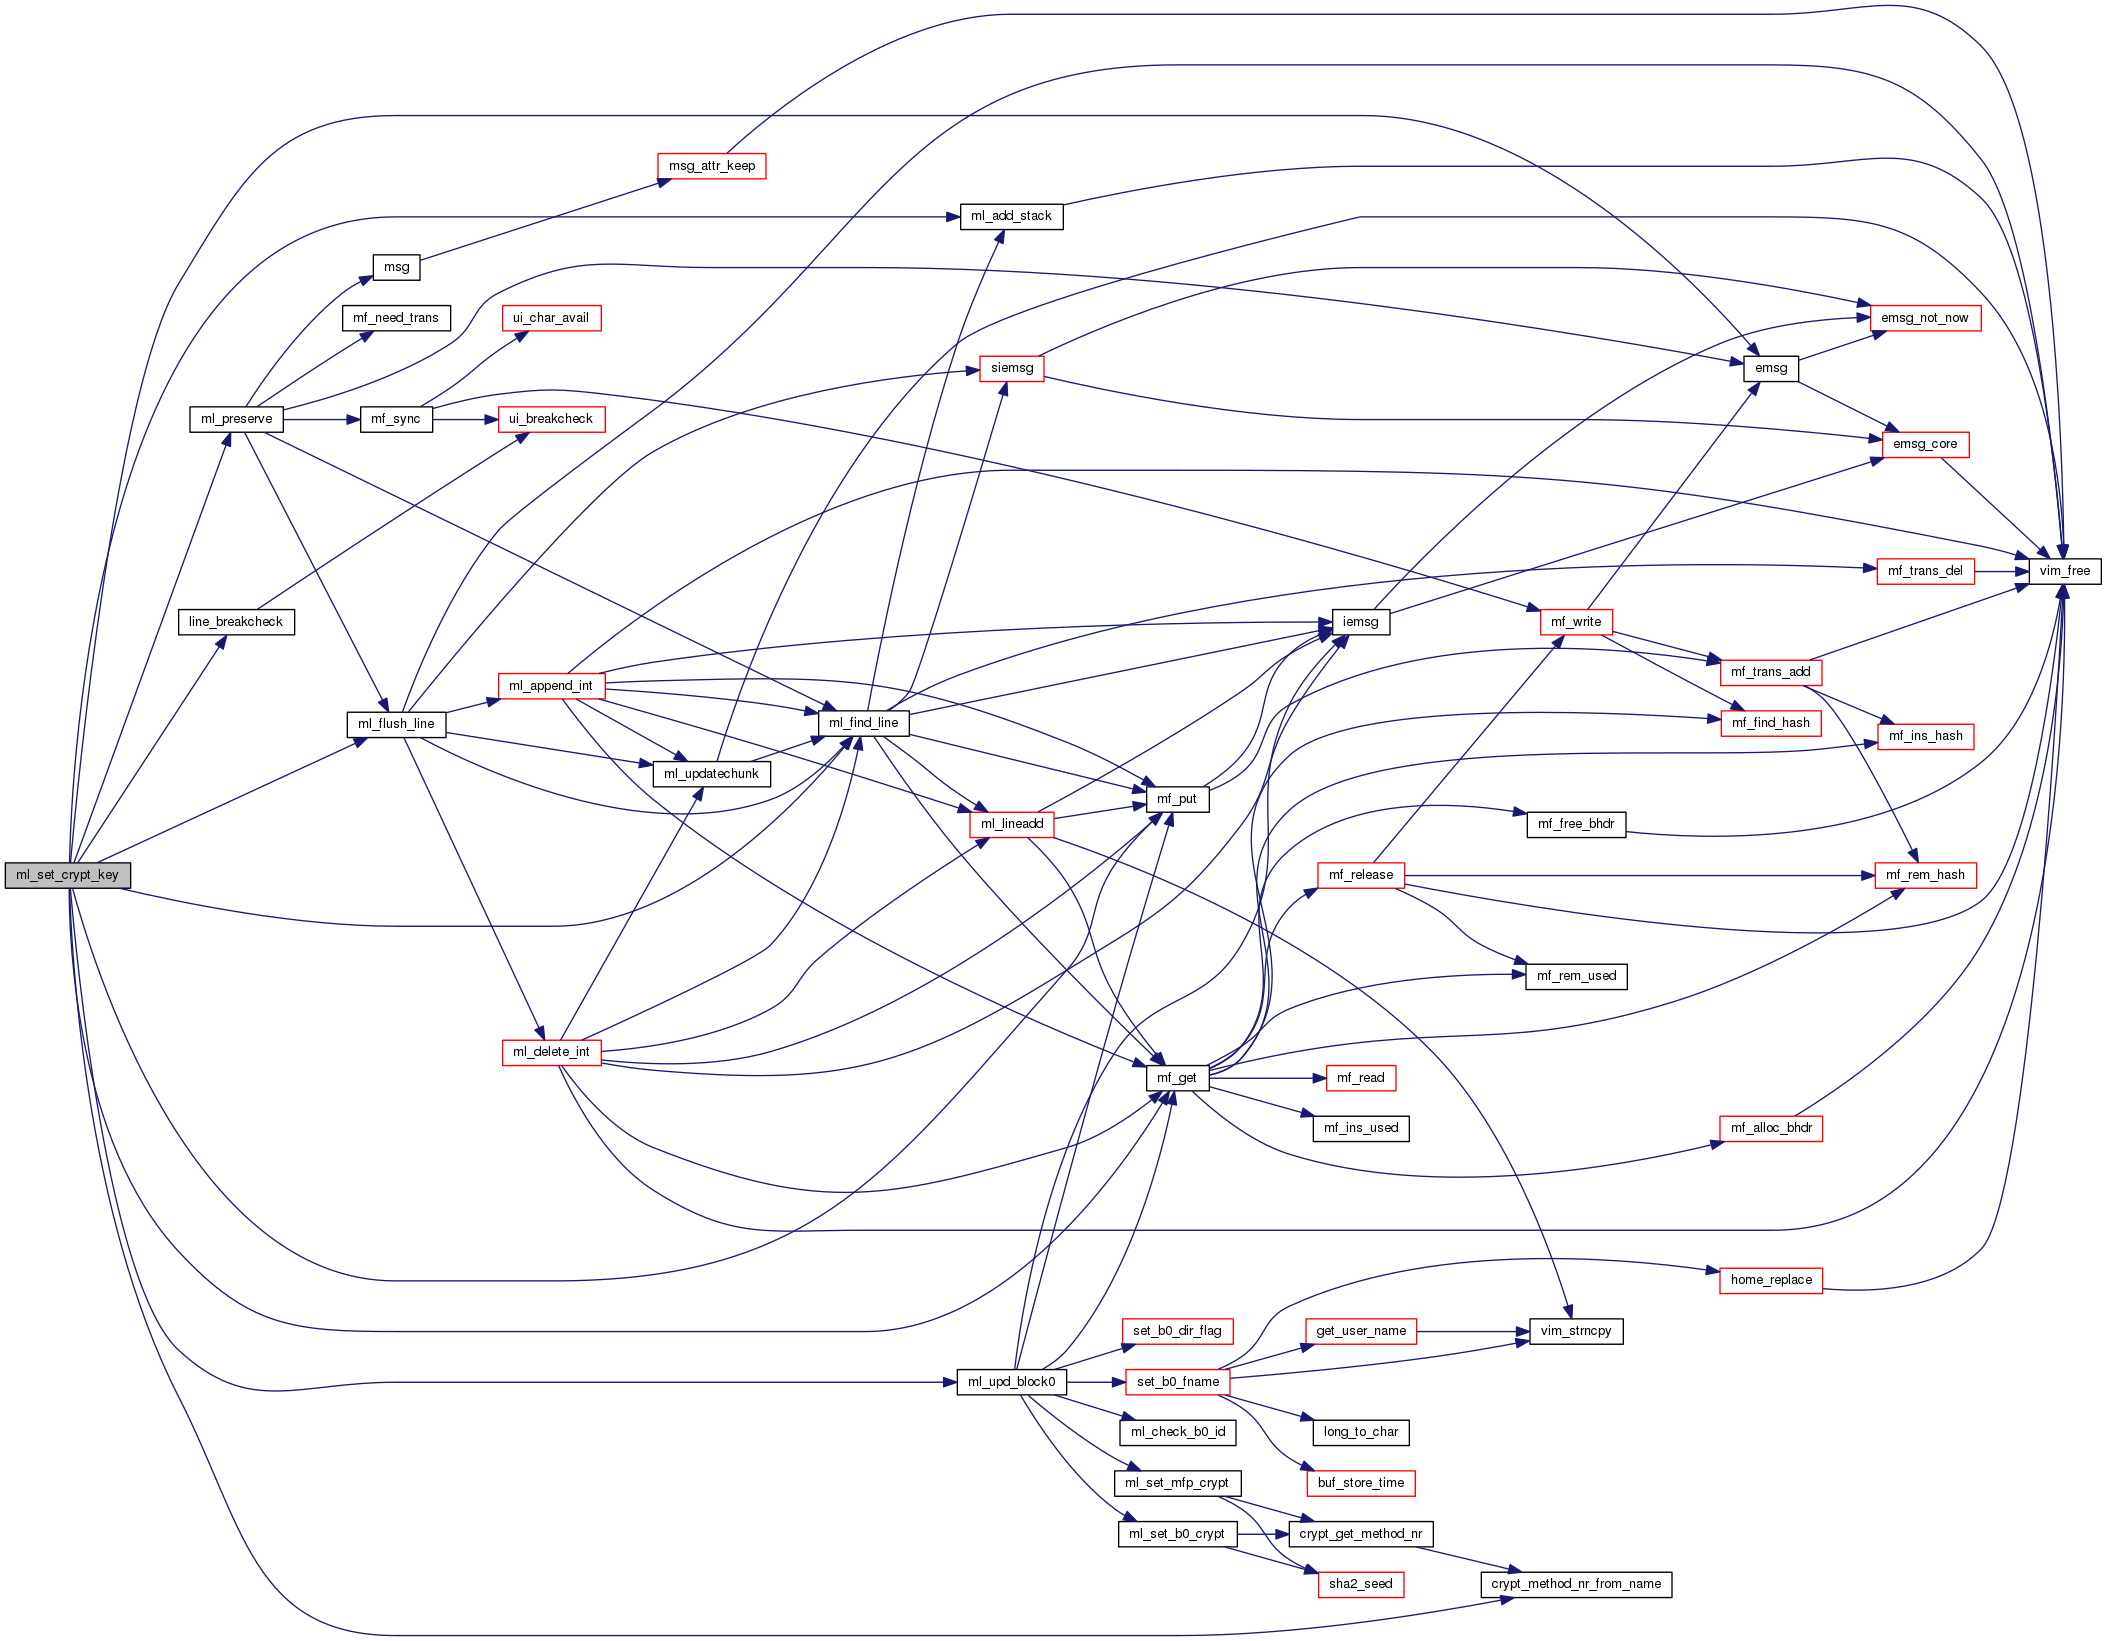 msg_attr_keep
ml_add_stack
msg
mf_need_trans
ui_char_avail
emsg_not_now
siemsg
emsg
ml_preserve
mf_sync
ui_breakcheck
emsg_core
mf_trans_del
vim_free
line_breakcheck
iemsg
mf_write
ml_append_int
mf_trans_add
ml_flush_line
ml_find_line
mf_find_hash
mf_ins_hash
ml_updatechunk
mf_put
ml_lineadd
mf_free_bhdr
ml_set_crypt_key
mf_release
mf_rem_hash
mf_rem_used
ml_delete_int
mf_get
mf_read
mf_ins_used
mf_alloc_bhdr
home_replace
set_b0_dir_flag
get_user_name
vim_strncpy
ml_upd_block0
set_b0_fname
ml_check_b0_id
long_to_char
ml_set_mfp_crypt
buf_store_time
ml_set_b0_crypt
crypt_get_method_nr
sha2_seed
crypt_method_nr_from_name